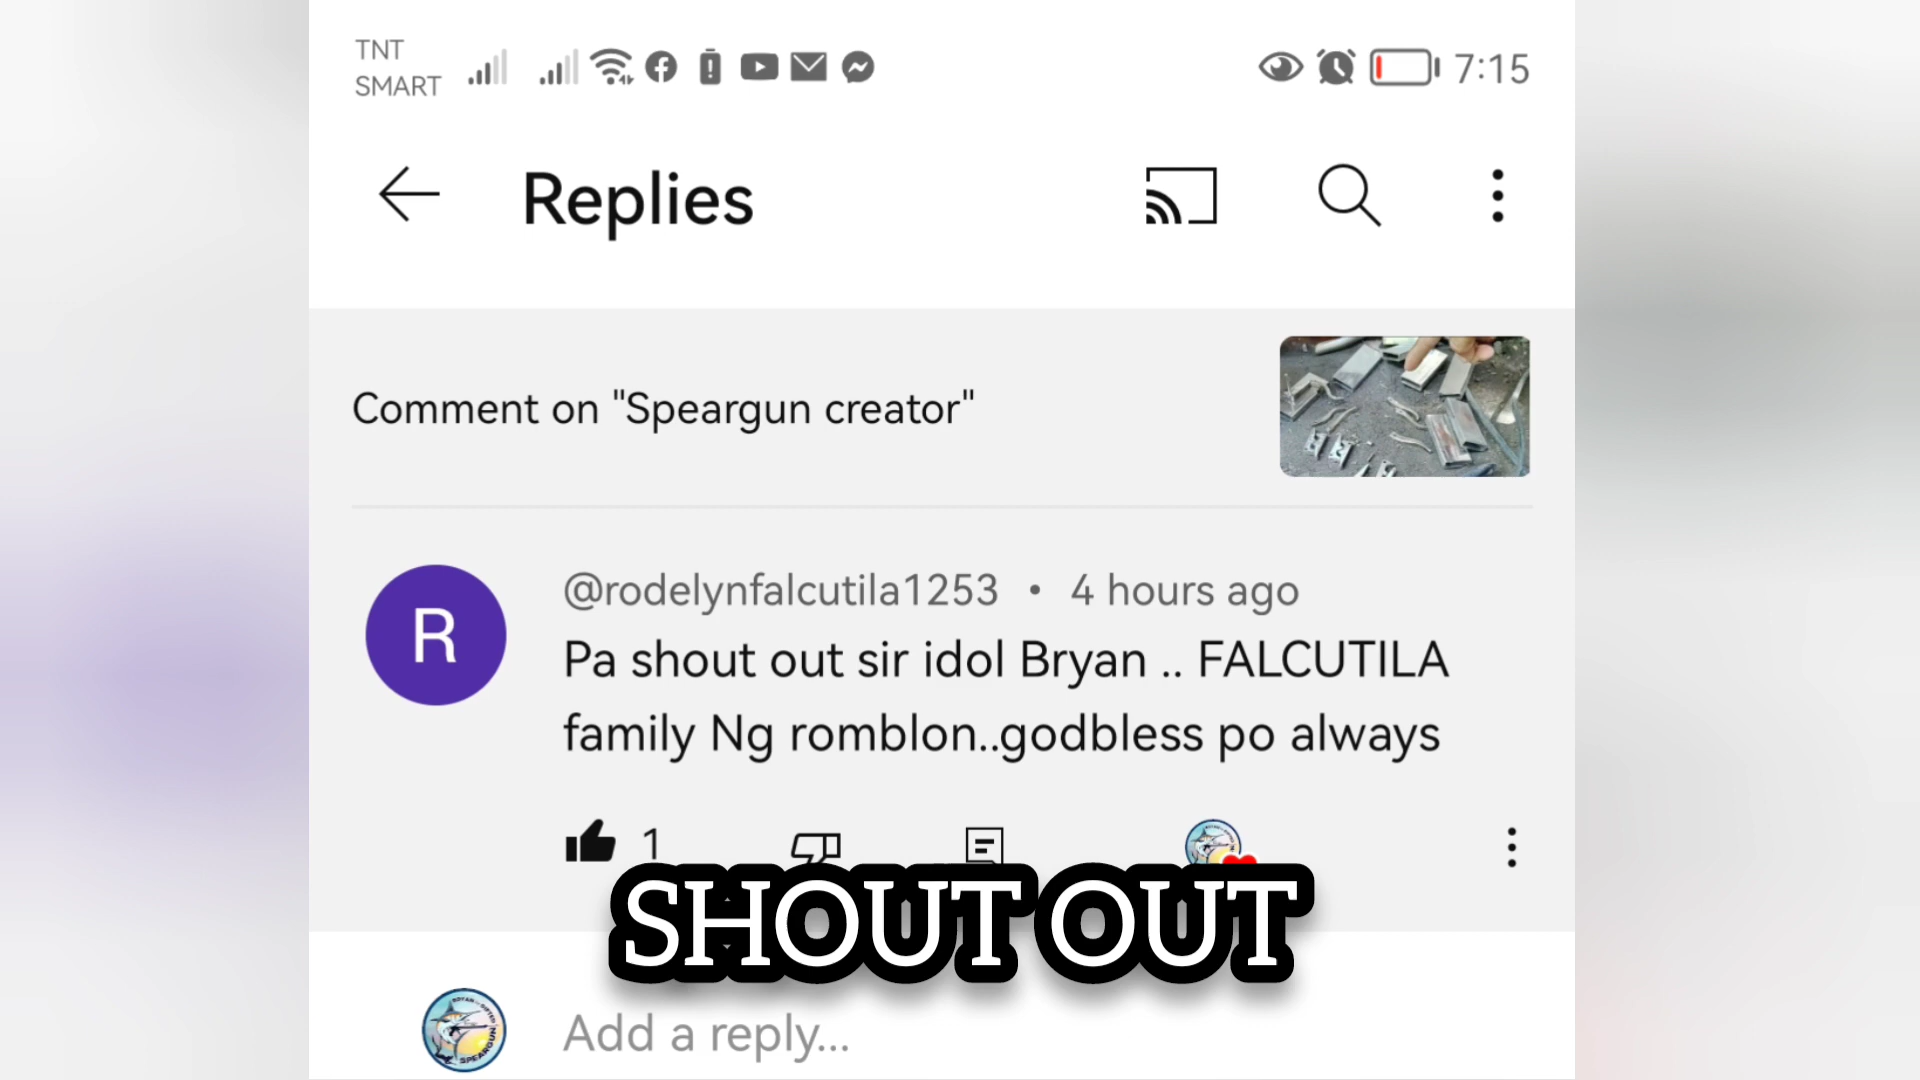 TNT
SMART
7:15
Replies
Comment on "Speargun creator"
R
@rodelynfalcutila1253 • 4 hours ago
Pa shout out sir idol Bryan .. FALCUTILA
family Ng romblon..godbless po always
1
SHOUT OUT
Add a reply...